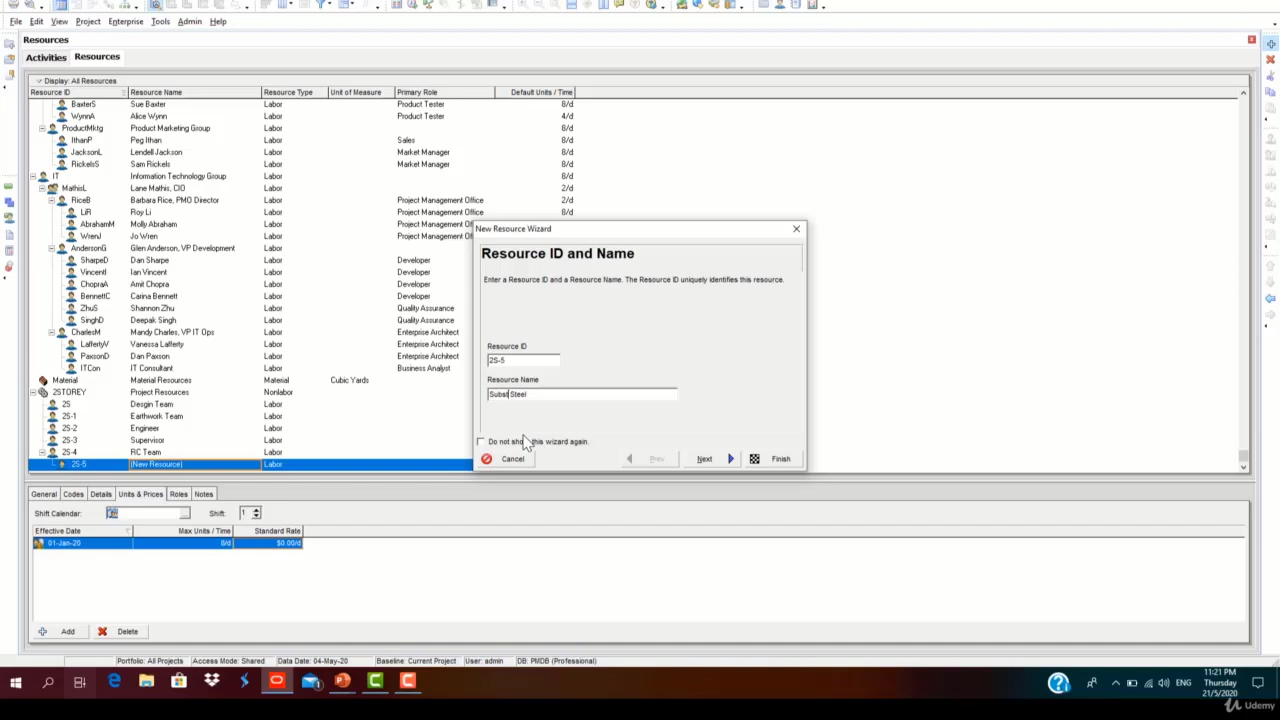 File Edit View Project Enterprise Tools Admin Help
Resources
Activities Resources
Display: All Resources
Resource ID Resource Name Resource Type Unit of Measure Primary Role Default Units / Time
BaxterS Sue Baxter Labor Product Tester 8/d
WynnA Alice Wynn Labor Product Tester 4/d
ProductMktg Product Marketing Group Labor 8/d
IthanP Peg Ithan Labor Sales 8/d
JacksonL Lendell Jackson Labor Market Manager 8/d
RickelsS Sam Rickels Labor Market Manager 8/d
IT Information Technology Group Labor 8/d
MathisL Lane Mathis, CIO Labor 2/d
RiceB Barbara Rice, PMO Director Labor Project Management Office 2/d
LiR Roy Li Labor Project Management Office 8/d
AbrahamM Molly Abraham Labor Project Management Of
WrenJ Jo Wren Labor Project Management Of
AndersonG Glen Anderson, VP Development Labor
SharpeD Dan Sharpe Labor Developer
VincentI Ian Vincent Labor Developer
ChopraA Amit Chopra Labor Developer
BennettC Carina Bennett Labor Developer
ZhuS Shannon Zhu Labor Quality Assurance
SinghD Deepak Singh Labor Quality Assurance
CharlesM Mandy Charles, VP IT Ops Labor Enterprise Architect
LaffertyV Vanessa Lafferty Labor Enterprise Architect
PaxsonD Dan Paxson Labor Enterprise Architect
ITCon IT Consultant Labor Business Analyst
Material Material Resources Material Cubic Yards
2STOREY Project Resources Nonlabor
2S Desgin Team Labor
2S-1 Earthwork Team Labor
2S-2 Engineer Labor
2S-3 Supervisor Labor
2S-4 RC Team Labor
2S-5 (New Resource) Labor
New Resource Wizard
Resource ID and Name
Enter a Resource ID and a Resource Name. The Resource ID uniquely identifies this resource.
Resource ID
2S-5
Resource Name
Subst Steel
Do not show this wizard again.
Cancel Prev Next Finish
General Codes Details Units & Prices Roles Notes
Shift Calendar: Shift: 1
Effective Date Max Units / Time Standard Rate
01-Jan-20 8/d $0.00/d
Add Delete
Portfolio: All Projects Access Mode: Shared Data Date: 04-May-20 Baseline: Current Project User: admin DB: PMDB (Professional)
ENG
11:21 PM
Thursday
21/5/2020
Udemy